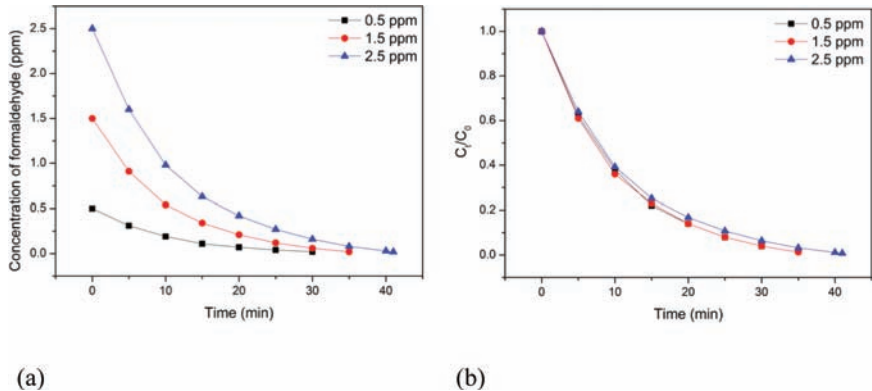 Concentration of formaldehyde (ppm)
2.5
2.0
1.5
1.0
0.5
0.0
0.5 ppm
1.5 ppm
2.5 ppm
0 10 20 30 40
Time (min)
(a)
Cₜ/C₀
1.0
0.8
0.6
0.4
0.2
0.0
0.5 ppm
1.5 ppm
2.5 ppm
0 10 20 30 40
Time (min)
(b)